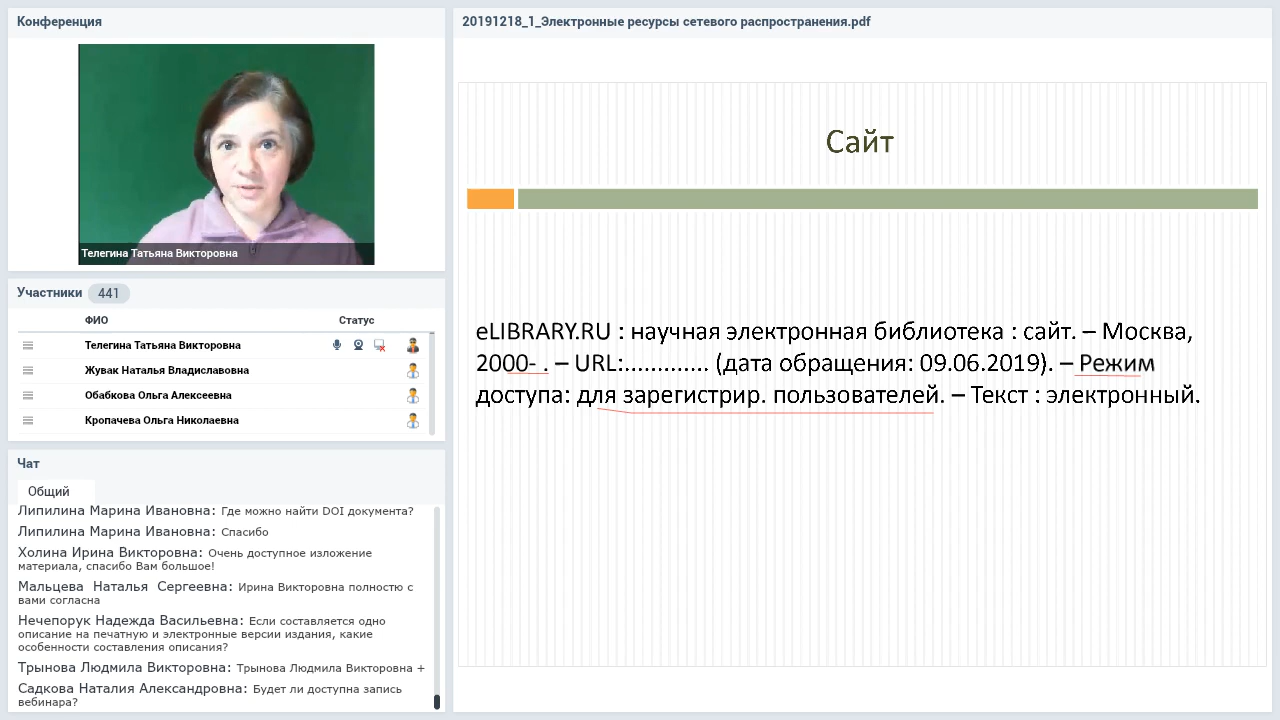 Конференция
Телегина Татьяна Викторовна
Участники 441
ФИО Статус
Телегина Татьяна Викторовна
Жувак Наталья Владиславовна
Обабкова Ольга Алексеевна
Кропачева Ольга Николаевна
Чат
Общий
Липилина Марина Ивановна: Где можно найти DOI документа?
Липилина Марина Ивановна: Спасибо
Холина Ирина Викторовна: Очень доступное изложение
материала, спасибо Вам большое!
Мальцева Наталья Сергеевна: Ирина Викторовна полностю с
вами согласна
Нечепорук Надежда Васильевна: Если составляется одно
описание на печатную и электронные версии издания, какие
особенности составления описания?
Трынова Людмила Викторовна: Трынова Людмила Викторовна +
Садкова Наталия Александровна: Будет ли доступна запись
вебинара?
20191218_1_Электронные ресурсы сетевого распространения.pdf
Сайт
eLIBRARY.RU : научная электронная библиотека : сайт. – Москва,
2000- . – URL:............. (дата обращения: 09.06.2019). – Режим
доступа: для зарегистрир. пользователей. – Текст : электронный.